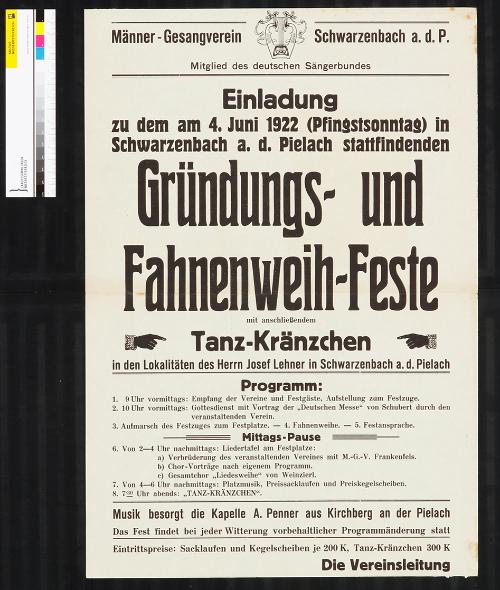 Männer-Gesangverein Schwarzenbach a. d. P.
Mitglied des deutschen Sängerbundes
Einladung
zu dem am 4. Juni 1922 (Pfingstsonntag) in
Schwarzenbach a. d. Pielach stattfindenden
Gründungs- und
Fahnenweih-Feste
mit anschließendem
Tanz-Kränzchen
in den Lokalitäten des Herrn Josef Lehner in Schwarzenbach a. d. Pielach
Programm:
1. 9 Uhr vormittags: Empfang der Vereine und Festgäste, Aufstellung zum Festzuge.
2. 10 Uhr vormittags: Gottesdienst mit Vortrag der „Deutschen Messe" von Schubert durch den
veranstaltenden Verein.
3. Aufmarsch des Festzuges zum Festplatze. — 4. Fahnenweihe. — 5. Festansprache.
Mittags-Pause
6. Von 2—4 Uhr nachmittags: Liedertafel am Festplatze:
a) Verbrüderung des veranstaltenden Vereines mit M.-G.-V. Frankenfels.
b) Chor-Vorträge nach eigenem Programm.
c) Gesamtchor „Liedesweihe" von Weinzierl.
7. Von 4—6 Uhr nachmittags: Platzmusik, Preissacklaufen und Preiskegelscheiben.
8. 7³⁰ Uhr abends: „TANZ-KRÄNZCHEN".
Musik besorgt die Kapelle A. Penner aus Kirchberg an der Pielach
Das Fest findet bei jeder Witterung vorbehaltlicher Programmänderung statt
Eintrittspreise: Sacklaufen und Kegelscheiben je 200 K, Tanz-Kränzchen 300 K
Die Vereinsleitung